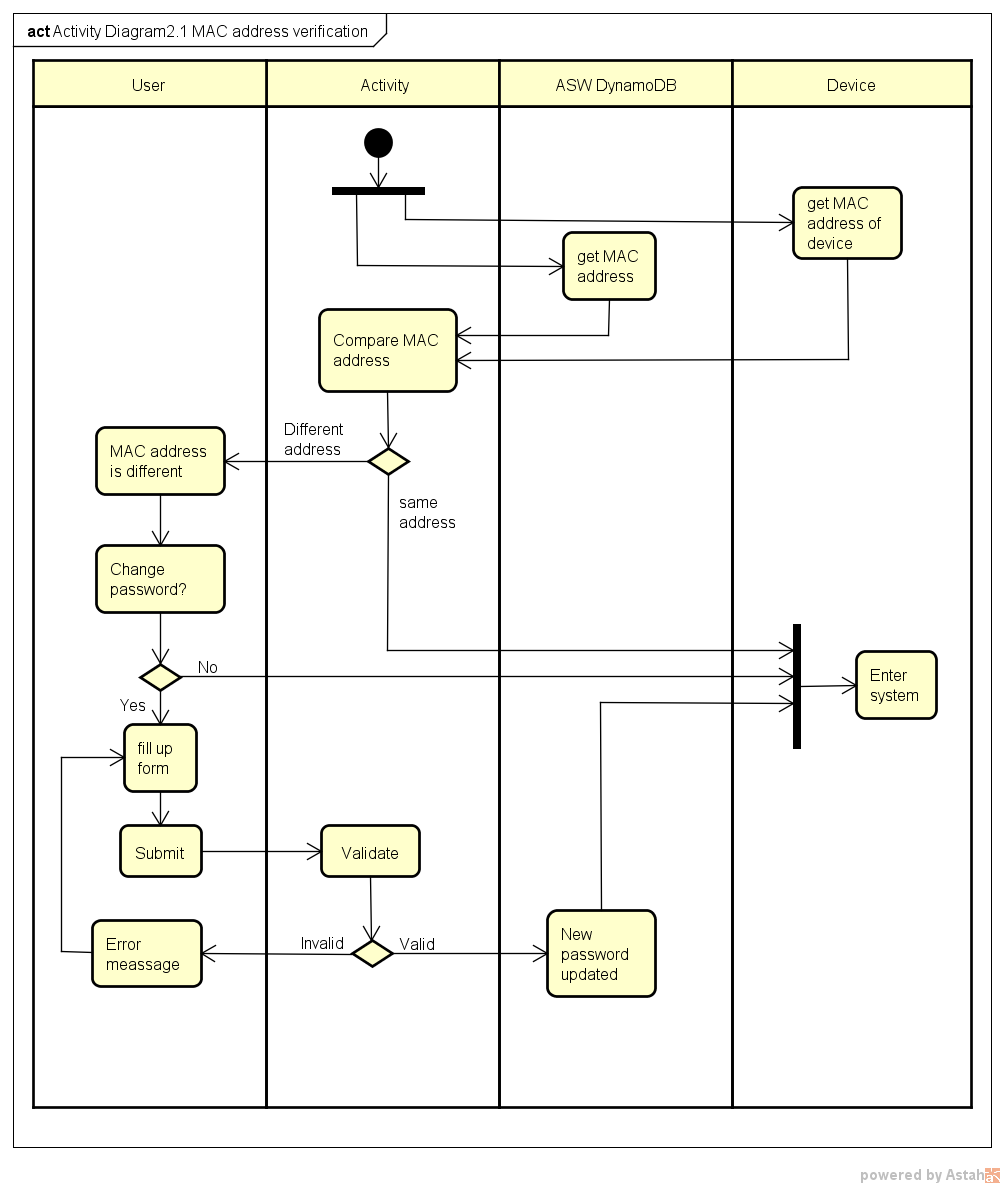 act Activity Diagram2.1 MAC address verification
User
Activity
ASW DynamoDB
Device
get MAC
address of
device
get MAC
address
Compare MAC
address
Different
address
MAC address
is different
same
address
Change
password?
No
Yes
Enter
system
fill up
form
Submit
Validate
Error
meassage
Invalid
Valid
New
password
updated
powered by Astah